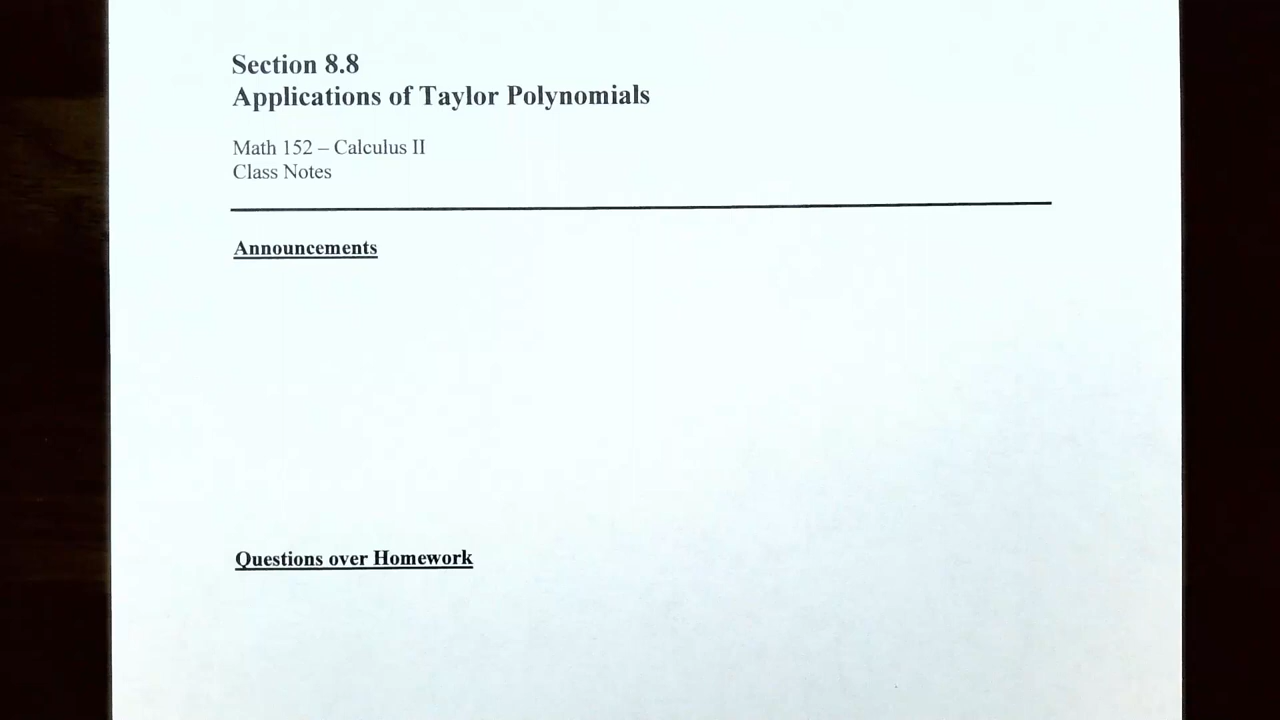 Section 8.8
Applications of Taylor Polynomials
Math 152 – Calculus II
Class Notes
Announcements
Questions over Homework